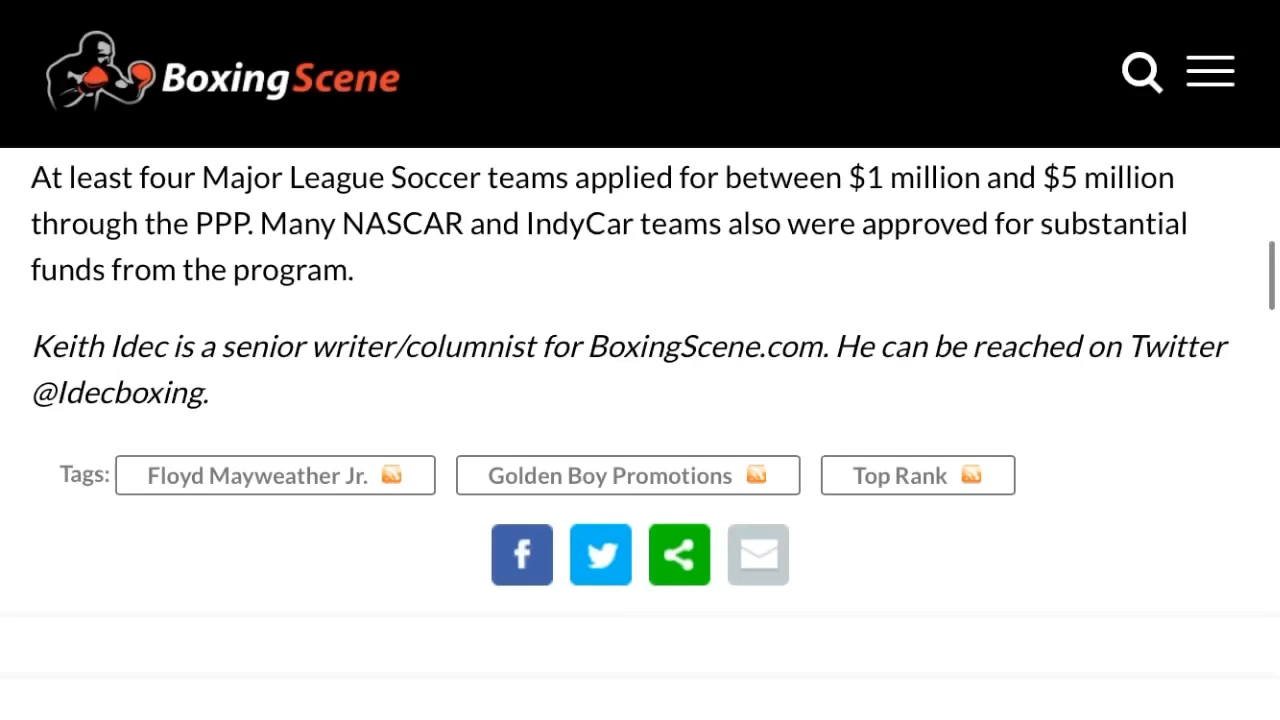 BoxingScene
At least four Major League Soccer teams applied for between $1 million and $5 million
through the PPP. Many NASCAR and IndyCar teams also were approved for substantial
funds from the program.
Keith Idec is a senior writer/columnist for BoxingScene.com. He can be reached on Twitter
@Idecboxing.
Tags: Floyd Mayweather Jr. Golden Boy Promotions Top Rank